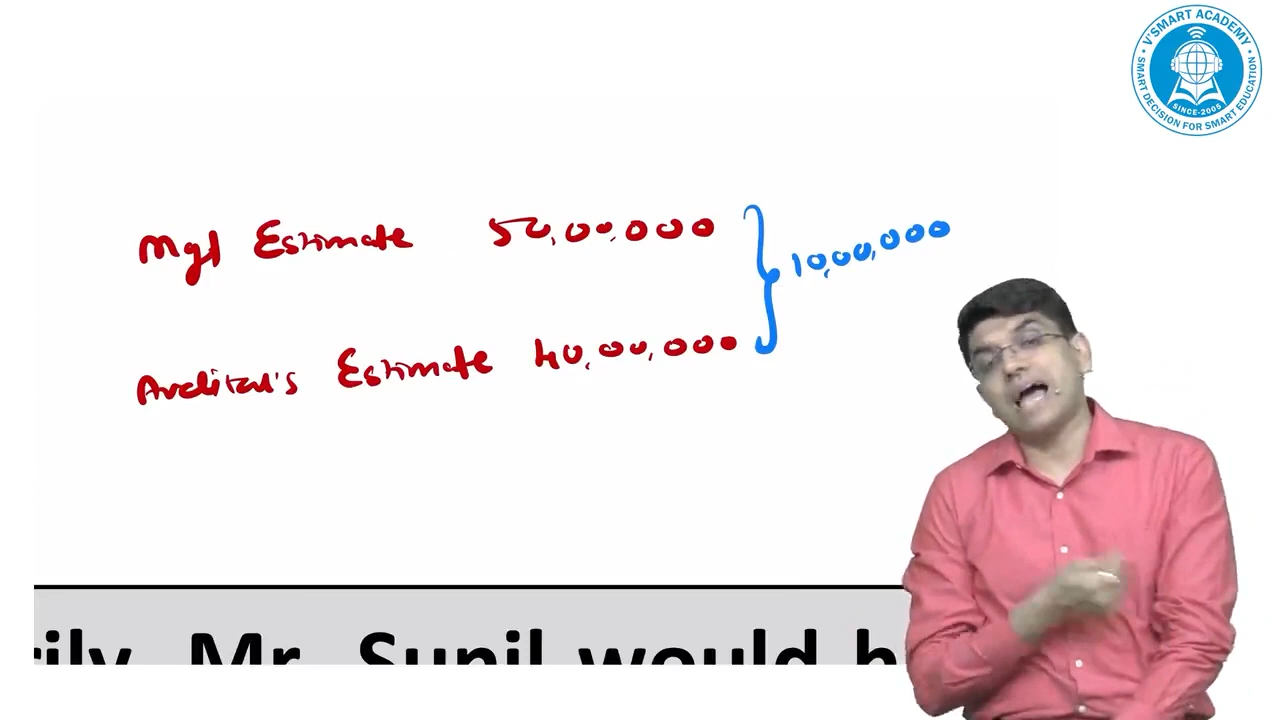 V'SMART ACADEMY
SMART DECISION FOR SMART EDUCATION
SINCE-2005
Mgt Estimate 50,00,000
10,00,000
Auditor's Estimate 40,00,000
Mr. Sunil would